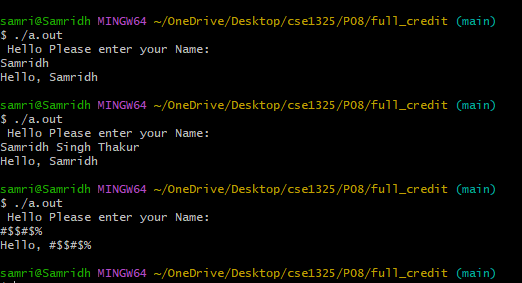 samri@Samridh MINGW64 ~/OneDrive/Desktop/cse1325/P08/full_credit (main)
$ ./a.out
 Hello Please enter your Name:
Samridh
Hello, Samridh
samri@Samridh MINGW64 ~/OneDrive/Desktop/cse1325/P08/full_credit (main)
$ ./a.out
 Hello Please enter your Name:
Samridh Singh Thakur
Hello, Samridh
samri@Samridh MINGW64 ~/OneDrive/Desktop/cse1325/P08/full_credit (main)
$ ./a.out
 Hello Please enter your Name:
#$$#$%
Hello, #$$#$%
samri@Samridh MINGW64 ~/OneDrive/Desktop/cse1325/P08/full_credit (main)